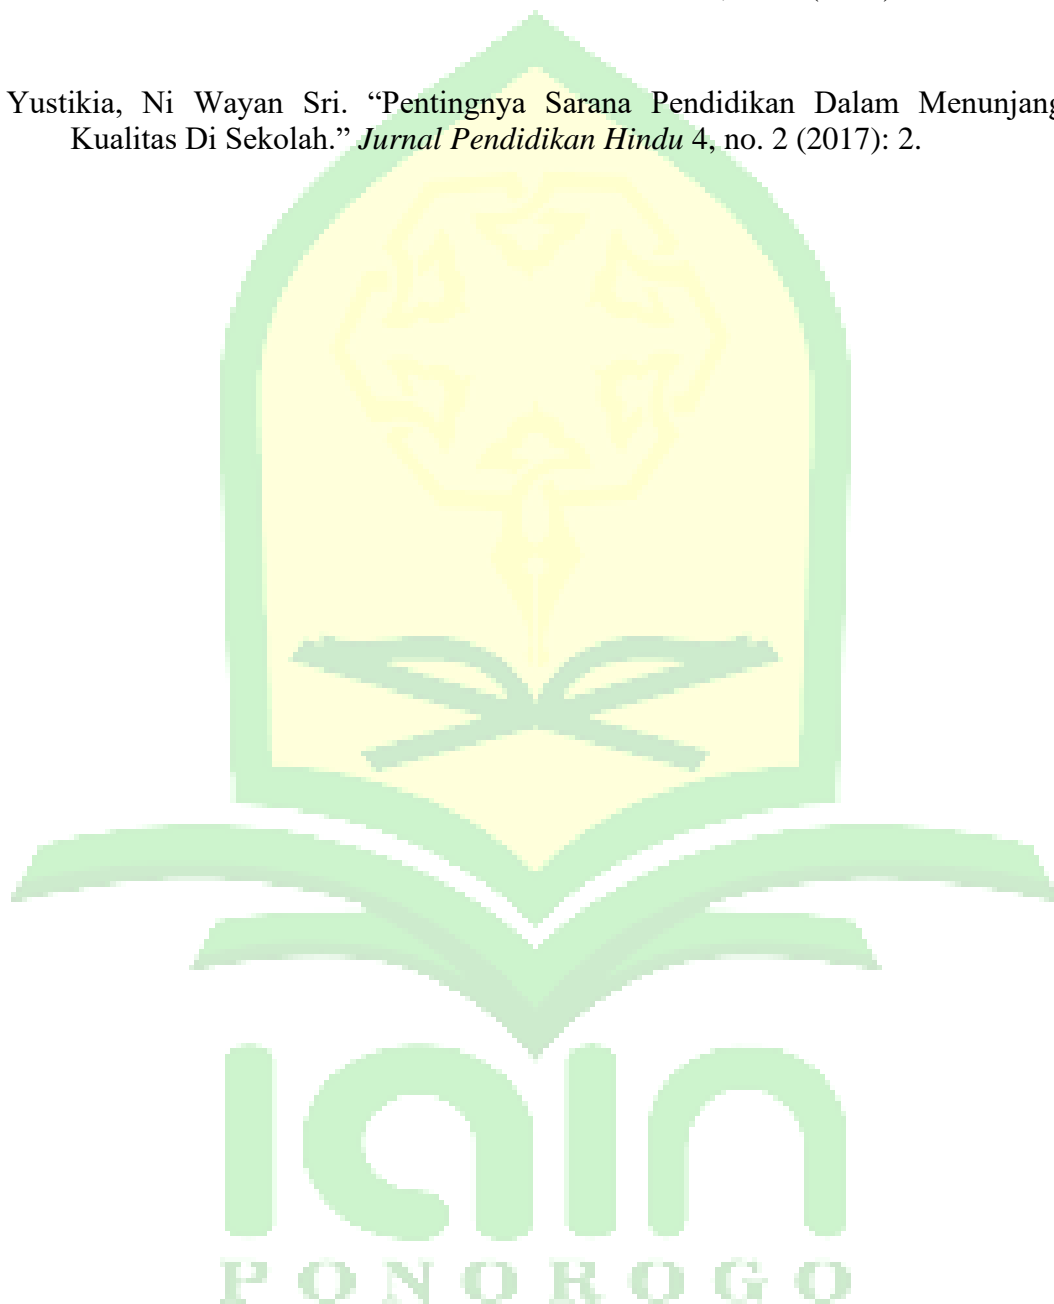 Yustikia, Ni Wayan Sri. “Pentingnya Sarana Pendidikan Dalam Menunjang
Kualitas Di Sekolah.” Jurnal Pendidikan Hindu 4, no. 2 (2017): 2.
iain
PONOROGO